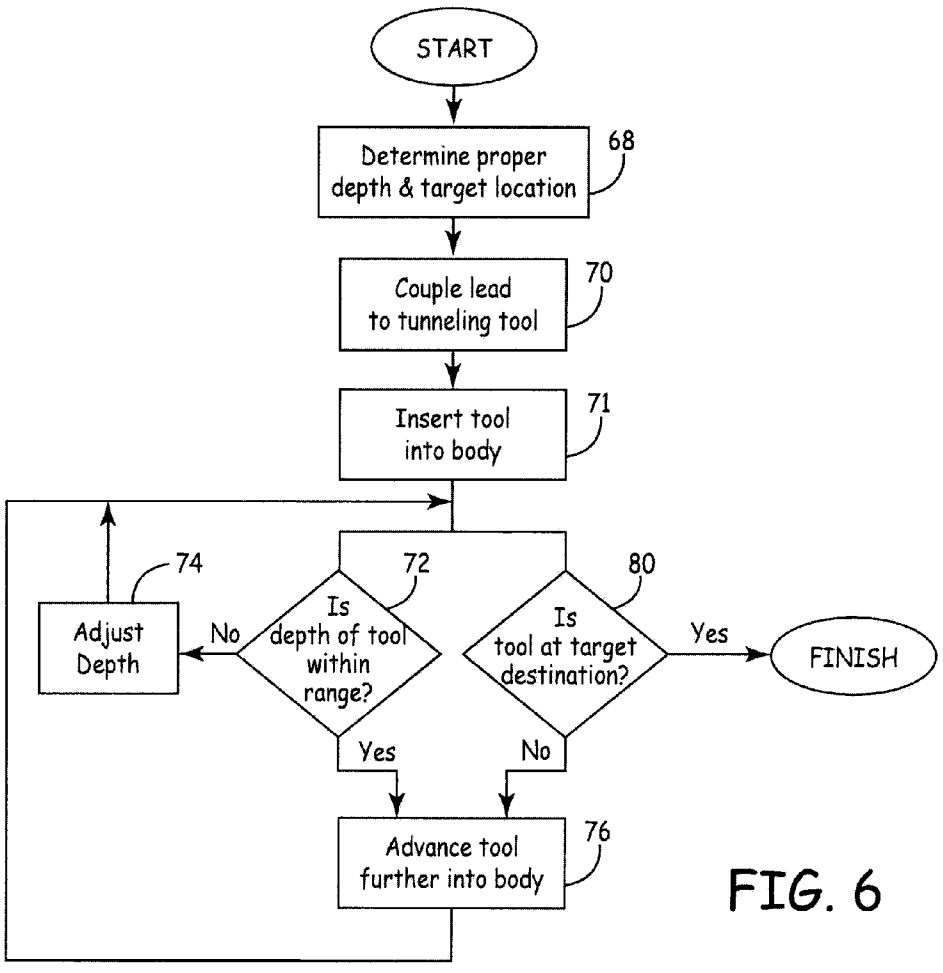 START
Determine proper
depth & target location
68
Couple lead
to tunneling tool
70
Insert tool
into body
71
74
72
80
Adjust
Depth
No
Is
depth of tool
within
range?
Is
tool at target
destination?
Yes
FINISH
Yes
No
Advance tool
further into body
76
FIG. 6